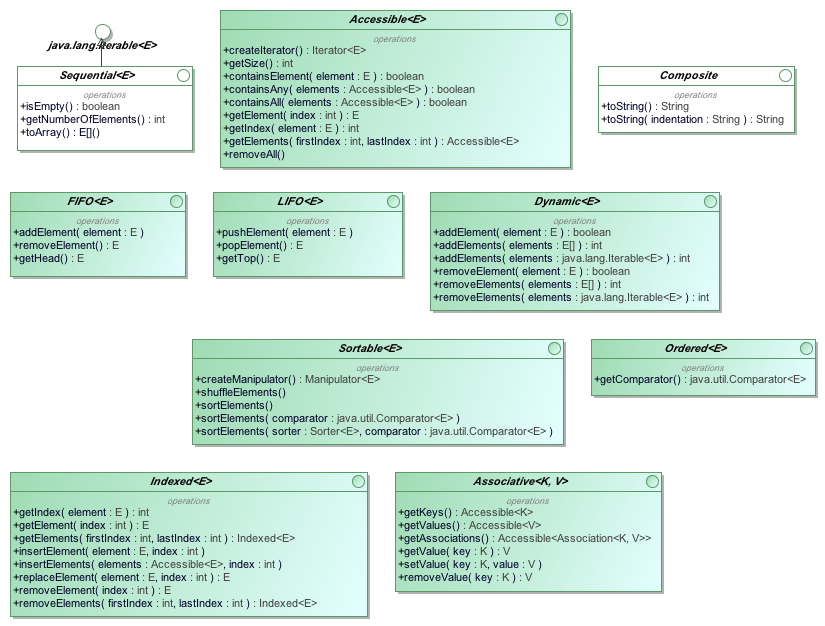 java.lang.Iterable<E>
Sequential<E>
operations
+isEmpty() : boolean
+getNumberOfElements() : int
+toArray() : E[]()
Accessible<E>
operations
+createIterator() : Iterator<E>
+getSize() : int
+containsElement( element : E ) : boolean
+containsAny( elements : Accessible<E> ) : boolean
+containsAll( elements : Accessible<E> ) : boolean
+getElement( index : int ) : E
+getIndex( element : E ) : int
+getElements( firstIndex : int, lastIndex : int ) : Accessible<E>
+removeAll()
Composite
operations
+toString() : String
+toString( indentation : String ) : String
FIFO<E>
operations
+addElement( element : E )
+removeElement() : E
+getHead() : E
LIFO<E>
operations
+pushElement( element : E )
+popElement() : E
+getTop() : E
Dynamic<E>
operations
+addElement( element : E ) : boolean
+addElements( elements : E[] ) : int
+addElements( elements : java.lang.Iterable<E> ) : int
+removeElement( element : E ) : boolean
+removeElements( elements : E[] ) : int
+removeElements( elements : java.lang.Iterable<E> ) : int
Sortable<E>
operations
+createManipulator() : Manipulator<E>
+shuffleElements()
+sortElements()
+sortElements( comparator : java.util.Comparator<E> )
+sortElements( sorter : Sorter<E>, comparator : java.util.Comparator<E> )
Ordered<E>
operations
+getComparator() : java.util.Comparator<E>
Indexed<E>
operations
+getIndex( element : E ) : int
+getElement( index : int ) : E
+getElements( firstIndex : int, lastIndex : int ) : Indexed<E>
+insertElement( element : E, index : int )
+insertElements( elements : Accessible<E>, index : int )
+replaceElement( element : E, index : int ) : E
+removeElement( index : int ) : E
+removeElements( firstIndex : int, lastIndex : int ) : Indexed<E>
Associative<K, V>
operations
+getKeys() : Accessible<K>
+getValues() : Accessible<V>
+getAssociations() : Accessible<Association<K, V>>
+getValue( key : K ) : V
+setValue( key : K, value : V )
+removeValue( key : K ) : V